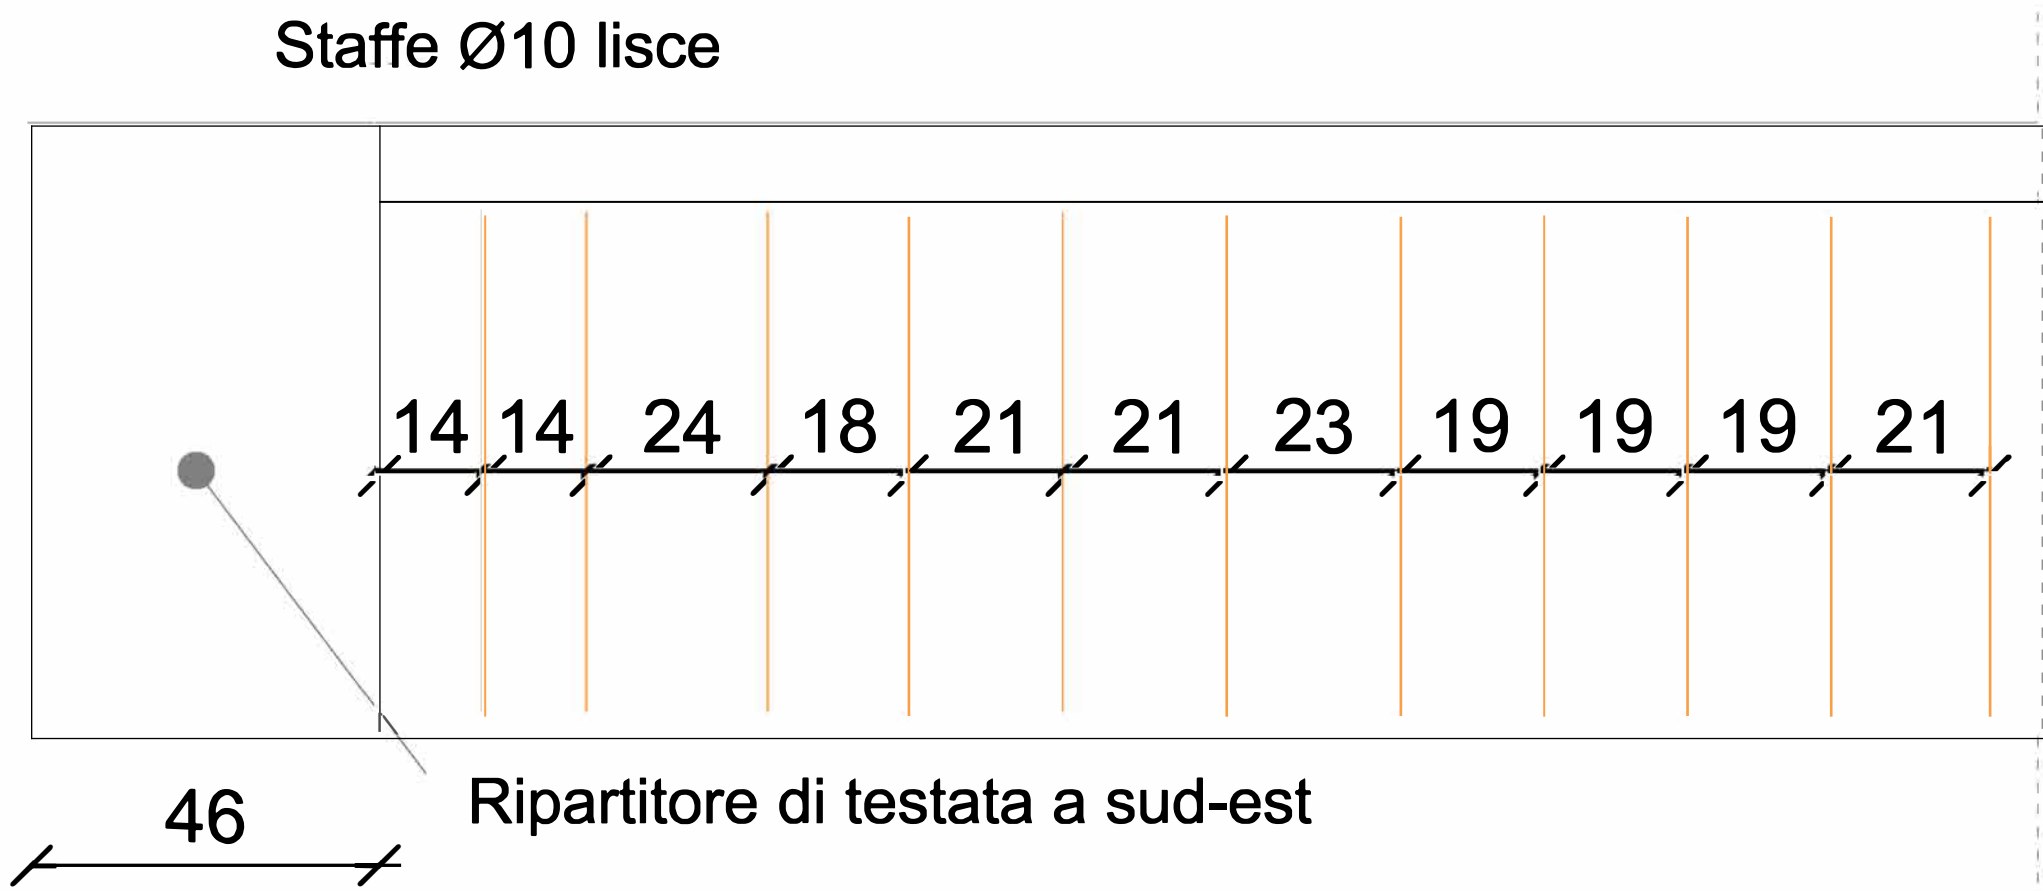 Staffe Ø10 lisce
14 14 24 18 21 21 23 19 19 19 21
46
Ripartitore di testata a sud-est